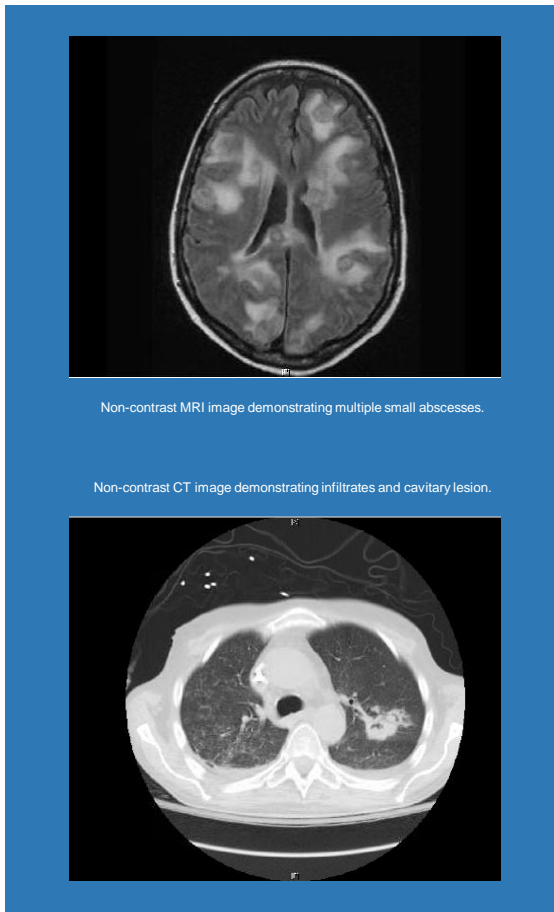 Non-contrast MRI image demonstrating multiple small abscesses.
Non-contrast CT image demonstrating infiltrates and cavitary lesion.